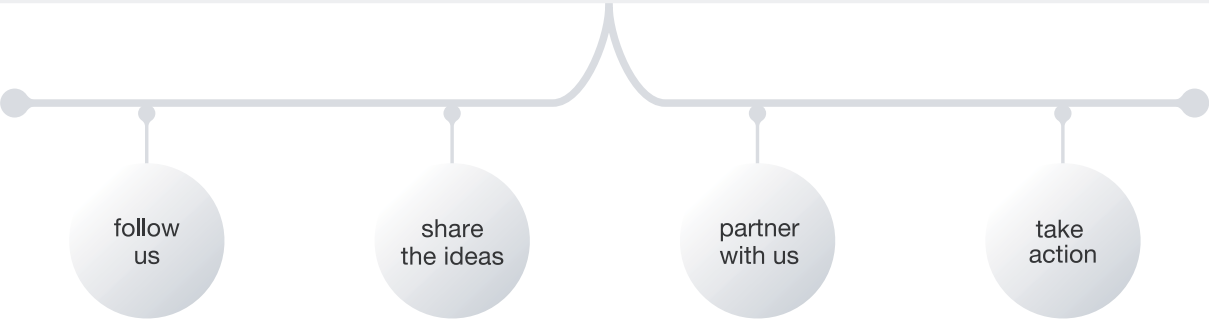 follow
us
share
the ideas
partner
with us
take
action